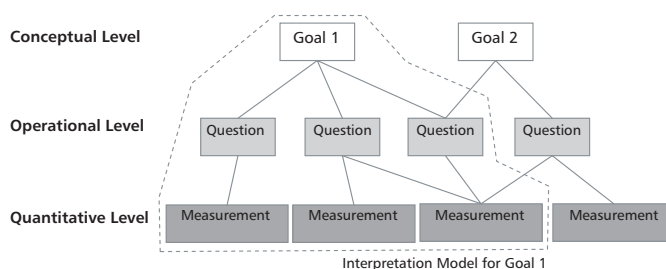 Conceptual Level Goal 1 Goal 2
Operational Level Question Question Question Question
Quantitative Level Measurement Measurement Measurement Measurement
Interpretation Model for Goal 1